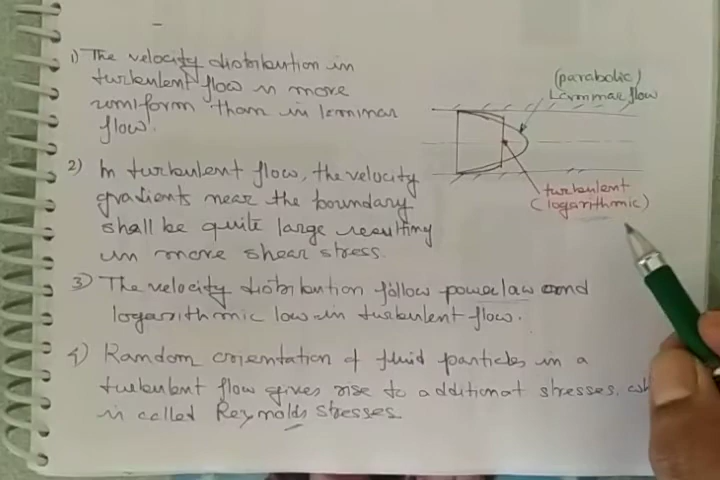 1) The velocity distribution in
turbulent flow is more
uniform than in laminar
flow.
2) In turbulent flow, the velocity
gradients near the boundary
shall be quite large resulting
in more shear stress.
3) The velocity distribution follow power law and
logarithmic law in turbulent flow.
4) Random orientation of fluid particles in a
turbulent flow gives rise to additional stresses,
is called Reynolds stresses.
(parabolic)
Laminar flow
turbulent
(logarithmic)